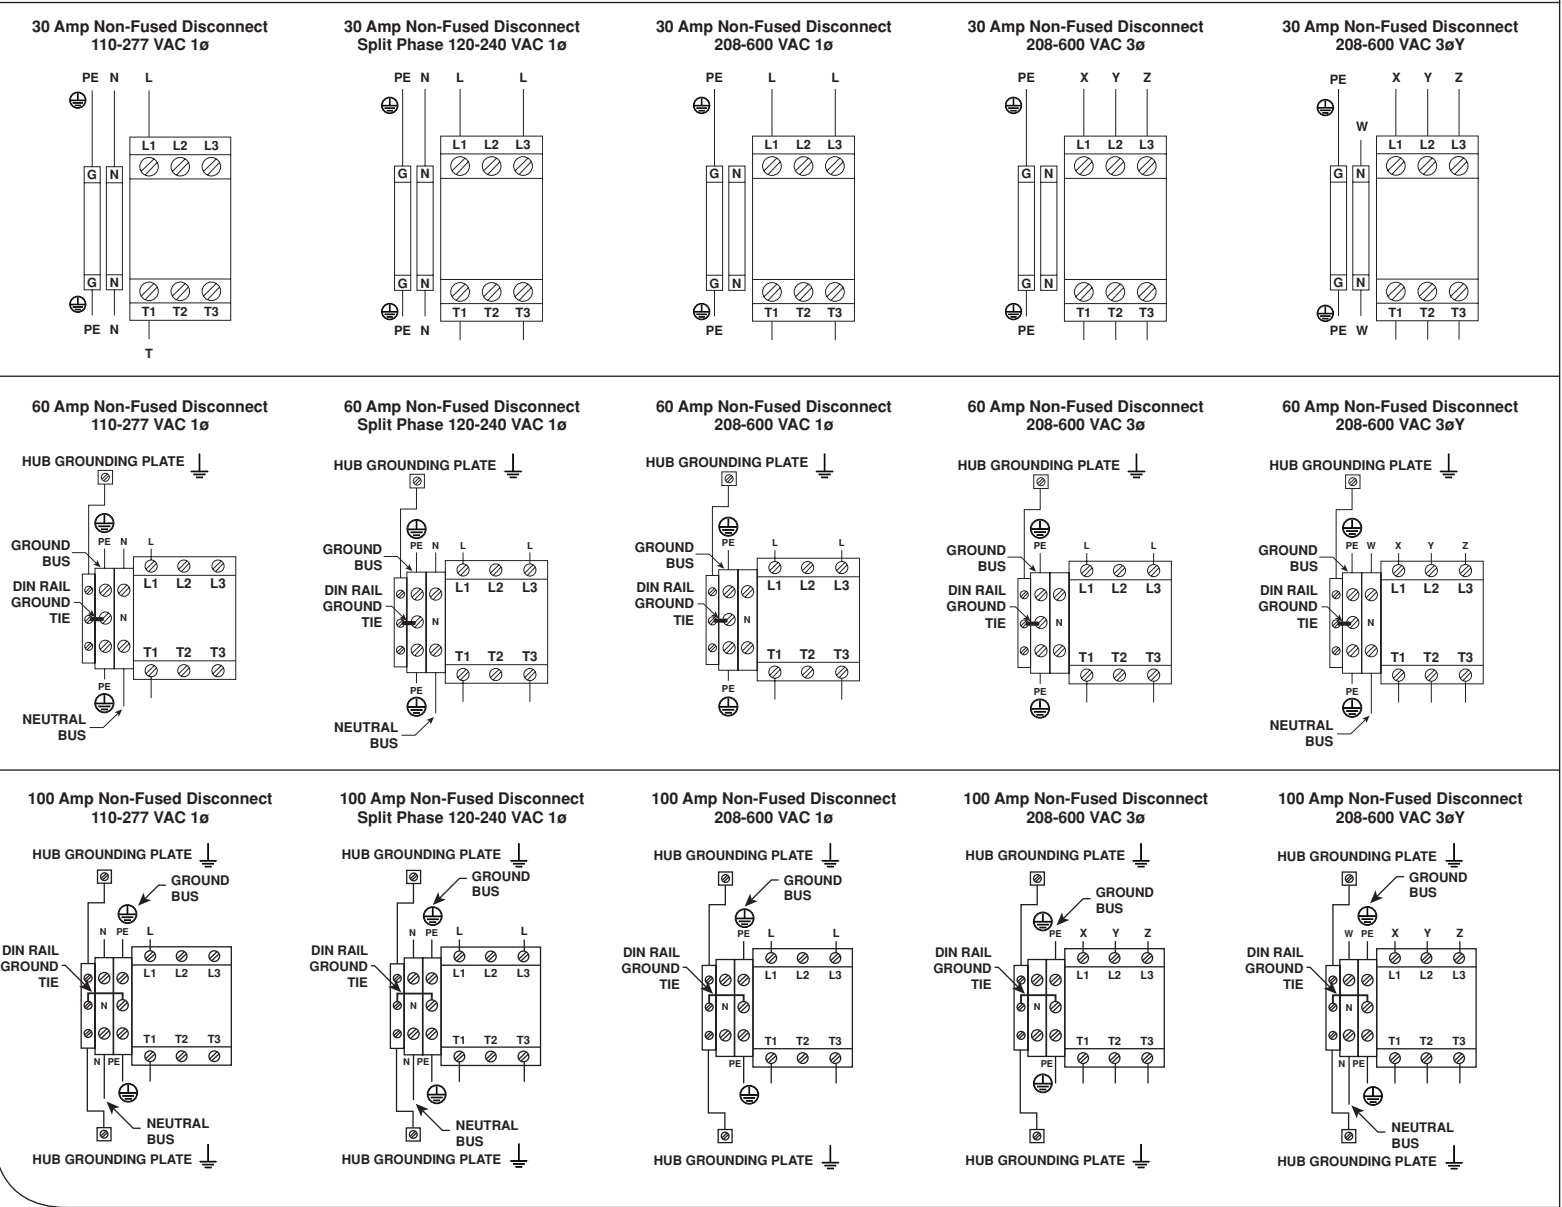 30 Amp Non-Fused Disconnect
110-277 VAC 1ø
PE N L
L1 L2 L3
G N
G N
T1 T2 T3
PE N
T
30 Amp Non-Fused Disconnect
Split Phase 120-240 VAC 1ø
PE N L L
L1 L2 L3
G N
G N
T1 T2 T3
PE N
30 Amp Non-Fused Disconnect
208-600 VAC 1ø
PE L L
L1 L2 L3
G N
G N
T1 T2 T3
PE
30 Amp Non-Fused Disconnect
208-600 VAC 3ø
PE X Y Z
L1 L2 L3
G N
G N
T1 T2 T3
PE
30 Amp Non-Fused Disconnect
208-600 VAC 3øY
PE X Y Z
W
L1 L2 L3
G N
G N
T1 T2 T3
PE W
60 Amp Non-Fused Disconnect
110-277 VAC 1ø
HUB GROUNDING PLATE
PE N L
GROUND
BUS
L1 L2 L3
DIN RAIL
GROUND
TIE
N
T1 T2 T3
PE
NEUTRAL
BUS
60 Amp Non-Fused Disconnect
Split Phase 120-240 VAC 1ø
HUB GROUNDING PLATE
PE N L L
GROUND
BUS
L1 L2 L3
DIN RAIL
GROUND
TIE
N
T1 T2 T3
PE
NEUTRAL
BUS
60 Amp Non-Fused Disconnect
208-600 VAC 1ø
HUB GROUNDING PLATE
PE L L
GROUND
BUS
L1 L2 L3
DIN RAIL
GROUND
TIE
N
T1 T2 T3
PE
60 Amp Non-Fused Disconnect
208-600 VAC 3ø
HUB GROUNDING PLATE
PE L L
GROUND
BUS
L1 L2 L3
DIN RAIL
GROUND
TIE
N
T1 T2 T3
PE
60 Amp Non-Fused Disconnect
208-600 VAC 3øY
HUB GROUNDING PLATE
PE W X Y Z
GROUND
BUS
L1 L2 L3
DIN RAIL
GROUND
TIE
N
T1 T2 T3
PE
NEUTRAL
BUS
100 Amp Non-Fused Disconnect
110-277 VAC 1ø
HUB GROUNDING PLATE
GROUND
BUS
N PE L
DIN RAIL
GROUND
TIE
L1 L2 L3
N
T1 T2 T3
N PE
NEUTRAL
BUS
HUB GROUNDING PLATE
100 Amp Non-Fused Disconnect
Split Phase 120-240 VAC 1ø
HUB GROUNDING PLATE
GROUND
BUS
N PE L L
DIN RAIL
GROUND
TIE
L1 L2 L3
N
T1 T2 T3
N PE
NEUTRAL
BUS
HUB GROUNDING PLATE
100 Amp Non-Fused Disconnect
208-600 VAC 1ø
HUB GROUNDING PLATE
GROUND
BUS
PE L L
DIN RAIL
GROUND
TIE
L1 L2 L3
N
T1 T2 T3
PE
HUB GROUNDING PLATE
100 Amp Non-Fused Disconnect
208-600 VAC 3ø
HUB GROUNDING PLATE
GROUND
BUS
PE X Y Z
DIN RAIL
GROUND
TIE
L1 L2 L3
N
T1 T2 T3
PE
HUB GROUNDING PLATE
100 Amp Non-Fused Disconnect
208-600 VAC 3øY
HUB GROUNDING PLATE
GROUND
BUS
W PE X Y Z
DIN RAIL
GROUND
TIE
L1 L2 L3
N
T1 T2 T3
N PE
NEUTRAL
BUS
HUB GROUNDING PLATE